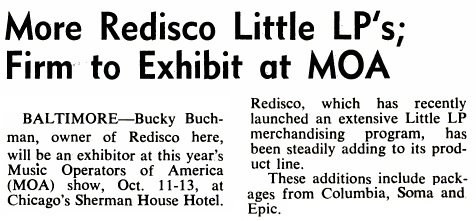 More Redisco Little LP's;
Firm to Exhibit at MOA
BALTIMORE—Bucky Buch-
man, owner of Redisco here,
will be an exhibitor at this year's
Music Operators of America
(MOA) show, Oct. 11-13, at
Chicago's Sherman House Hotel.
Redisco, which has recently
launched an extensive Little LP
merchandising program, has
been steadily adding to its prod-
uct line.
These additions include pack-
ages from Columbia, Soma and
Epic.